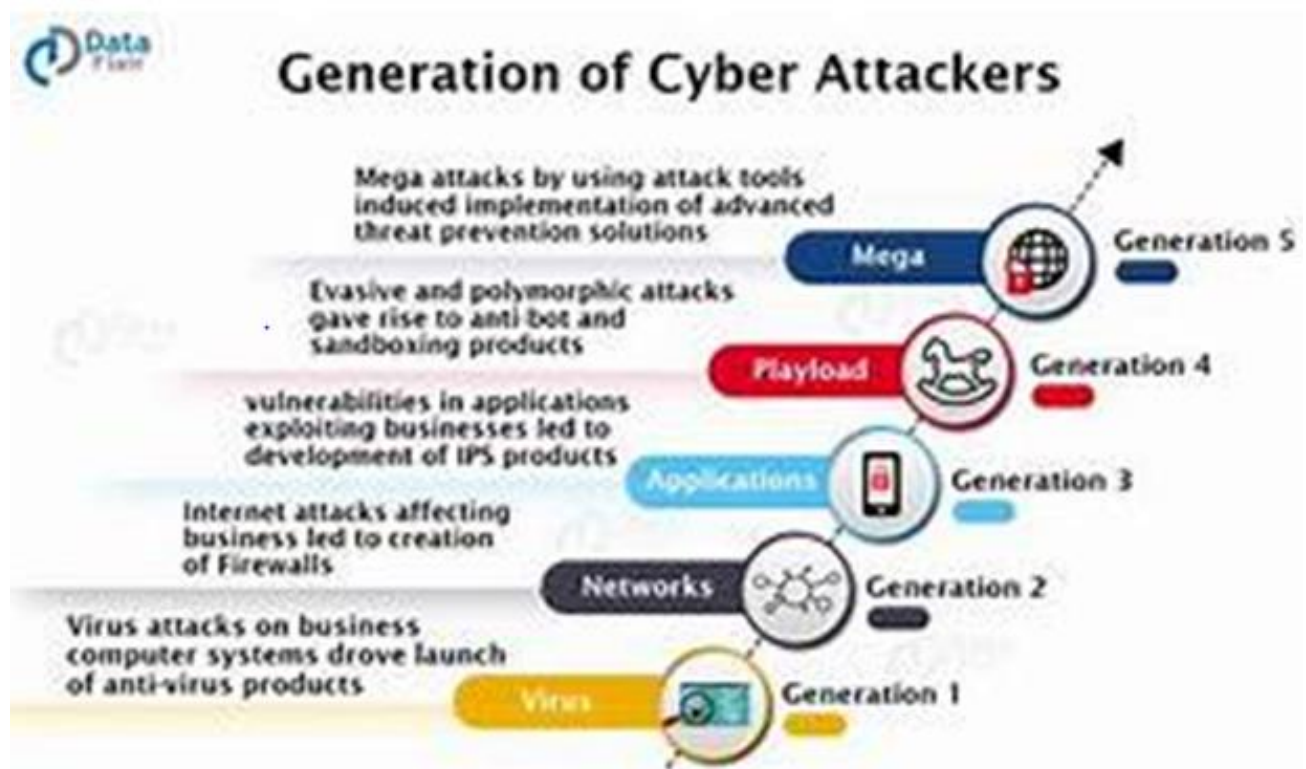 Data
Flair
Generation of Cyber Attackers
Mega attacks by using attack tools
induced implementation of advanced
threat prevention solutions
Mega
Generation 5
Evasive and polymorphic attacks
gave rise to anti-bot and
sandboxing products
Playload
Generation 4
vulnerabilities in applications
exploiting businesses led to
development of IPS products
Applications
Generation 3
Internet attacks affecting
business led to creation
of Firewalls
Networks
Generation 2
Virus attacks on business
computer systems drove launch
of anti-virus products
Virus
Generation 1